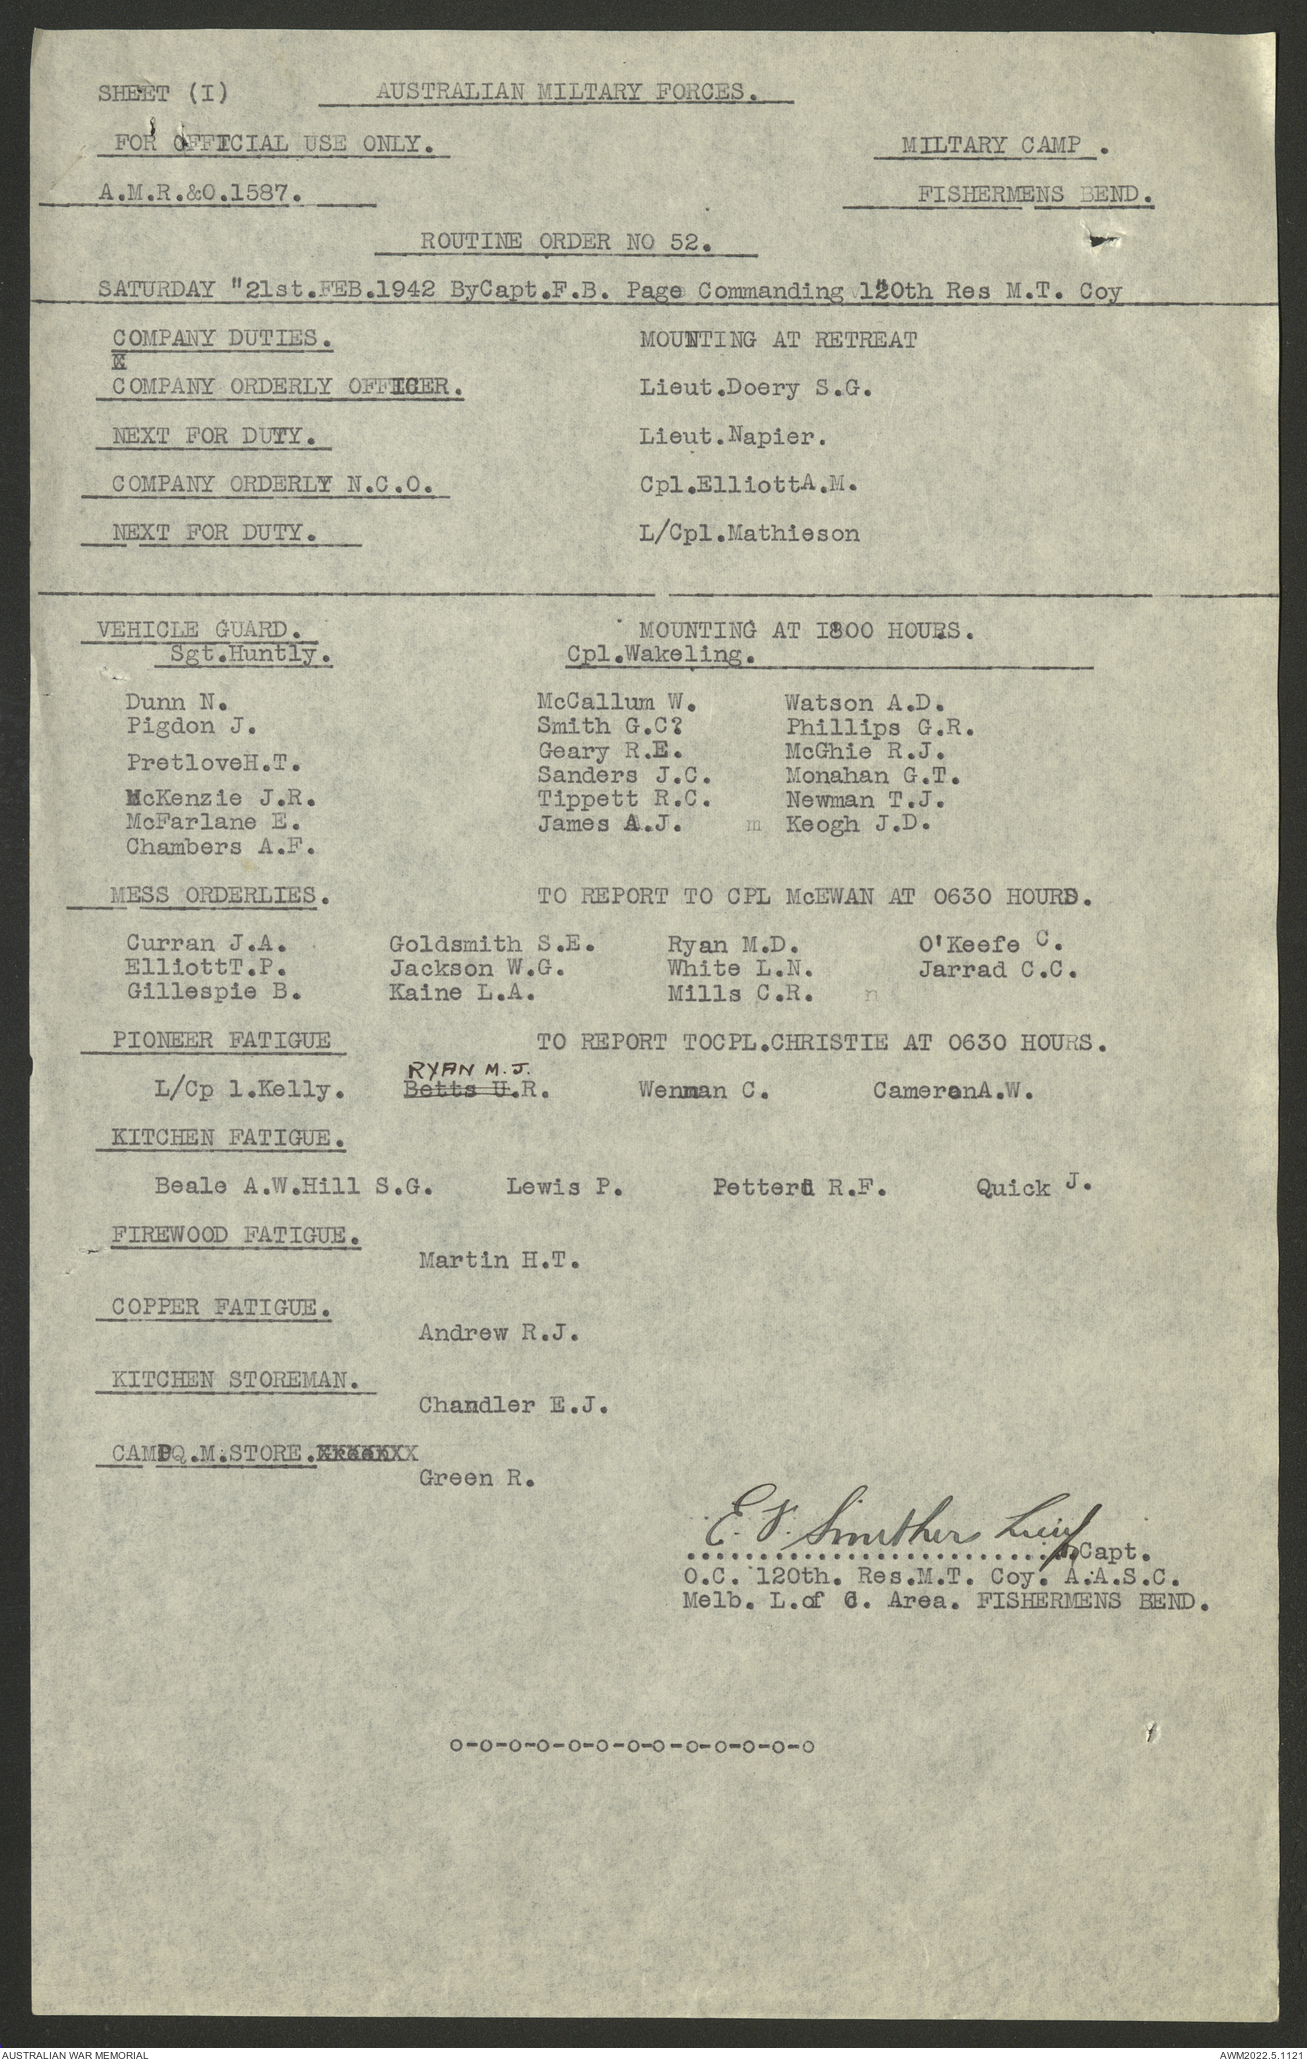 SHEET (I) AUSTRALIAN MILTARY FORCES.
FOR OFFICIAL USE ONLY. MILTARY CAMP .
A.M.R.&O.1587. FISHERMENS BEND.
ROUTINE ORDER NO 52.
SATURDAY "21st.FEB.1942 ByCapt.F.B. Page Commanding 120th Res M.T. Coy
COMPANY DUTIES. MOUNTING AT RETREAT
COMPANY ORDERLY OFFICER. Lieut.Doery S.G.
NEXT FOR DUTY. Lieut.Napier.
COMPANY ORDERLY N.C.O. Cpl.ElliottA.M.
NEXT FOR DUTY. L/Cpl.Mathieson
VEHICLE GUARD. MOUNTING AT I800 HOURS.
Sgt.Huntly. Cpl.Wakeling.
Dunn N. McCallum W. Watson A.D.
Pigdon J. Smith G.C? Phillips G.R.
Geary R.E. McGhie R.J.
PretloveH.T.
Sanders J.C. Monahan G.T.
McKenzie J.R. Tippett R.C. Newman T.J.
McFarlane E. James A.J. m Keogh J.D.
Chambers A.F.
MESS ORDERLIES. TO REPORT TO CPL McEWAN AT 0630 HOURS.
Curran J.A. Goldsmith S.E. Ryan M.D. O'Keefe C.
ElliottT.P. Jackson W.G. White L.N. Jarrad C.C.
Gillespie B. Kaine L.A. Mills C.R. n
PIONEER FATIGUE TO REPORT TOCPL.CHRISTIE AT 0630 HOURS.
RYAN M.J.
L/Cp l.Kelly. Betts U.R. Wenman C. CameronA.W.
KITCHEN FATIGUE.
Beale A.W.Hill S.G. Lewis P. Petterd R.F. Quick J.
FIREWOOD FATIGUE.
Martin H.T.
COPPER FATIGUE.
Andrew R.J.
KITCHEN STOREMAN.
Chandler E.J.
CAMPQ.M.STORE.
Green R.
E. V. Smither Lieut
..........................Capt.
O.C. 120th. Res.M.T. Coy. A.A.S.C.
Melb. L.of C. Area. FISHERMENS BEND.
o-o-o-o-o-o-o-o-o-o-o-o-o
AUSTRALIAN WAR MEMORIAL AWM2022.5.1121